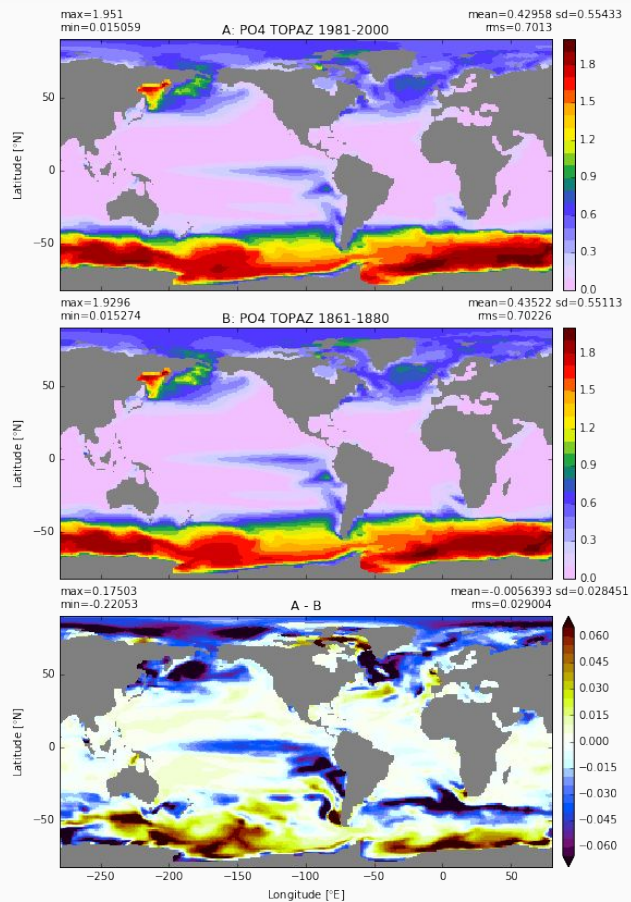 max=1.951 mean=0.42958 sd=0.55433
min=0.015059 A: PO4 TOPAZ 1981-2000 rms=0.7013
1.8
1.5
1.2
0.9
0.6
0.3
0.0
50
0
−50
Latitude [°N]
max=1.9296 mean=0.43522 sd=0.55113
min=0.015274 B: PO4 TOPAZ 1861-1880 rms=0.70226
1.8
1.5
1.2
0.9
0.6
0.3
0.0
50
0
−50
Latitude [°N]
max=0.17503 mean=-0.0056393 sd=0.028451
min=-0.22053 A - B rms=0.029004
0.060
0.045
0.030
0.015
0.000
−0.015
−0.030
−0.045
−0.060
50
0
−50
Latitude [°N]
−250 −200 −150 −100 −50 0 50
Longitude [°E]